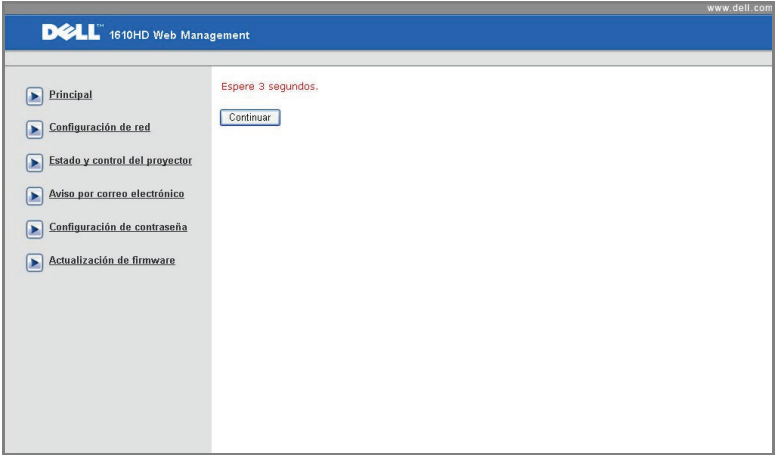 www.dell.com
DELL™ 1610HD Web Management
Principal
Configuración de red
Estado y control del proyector
Aviso por correo electrónico
Configuración de contraseña
Actualización de firmware
Espere 3 segundos.
Continuar